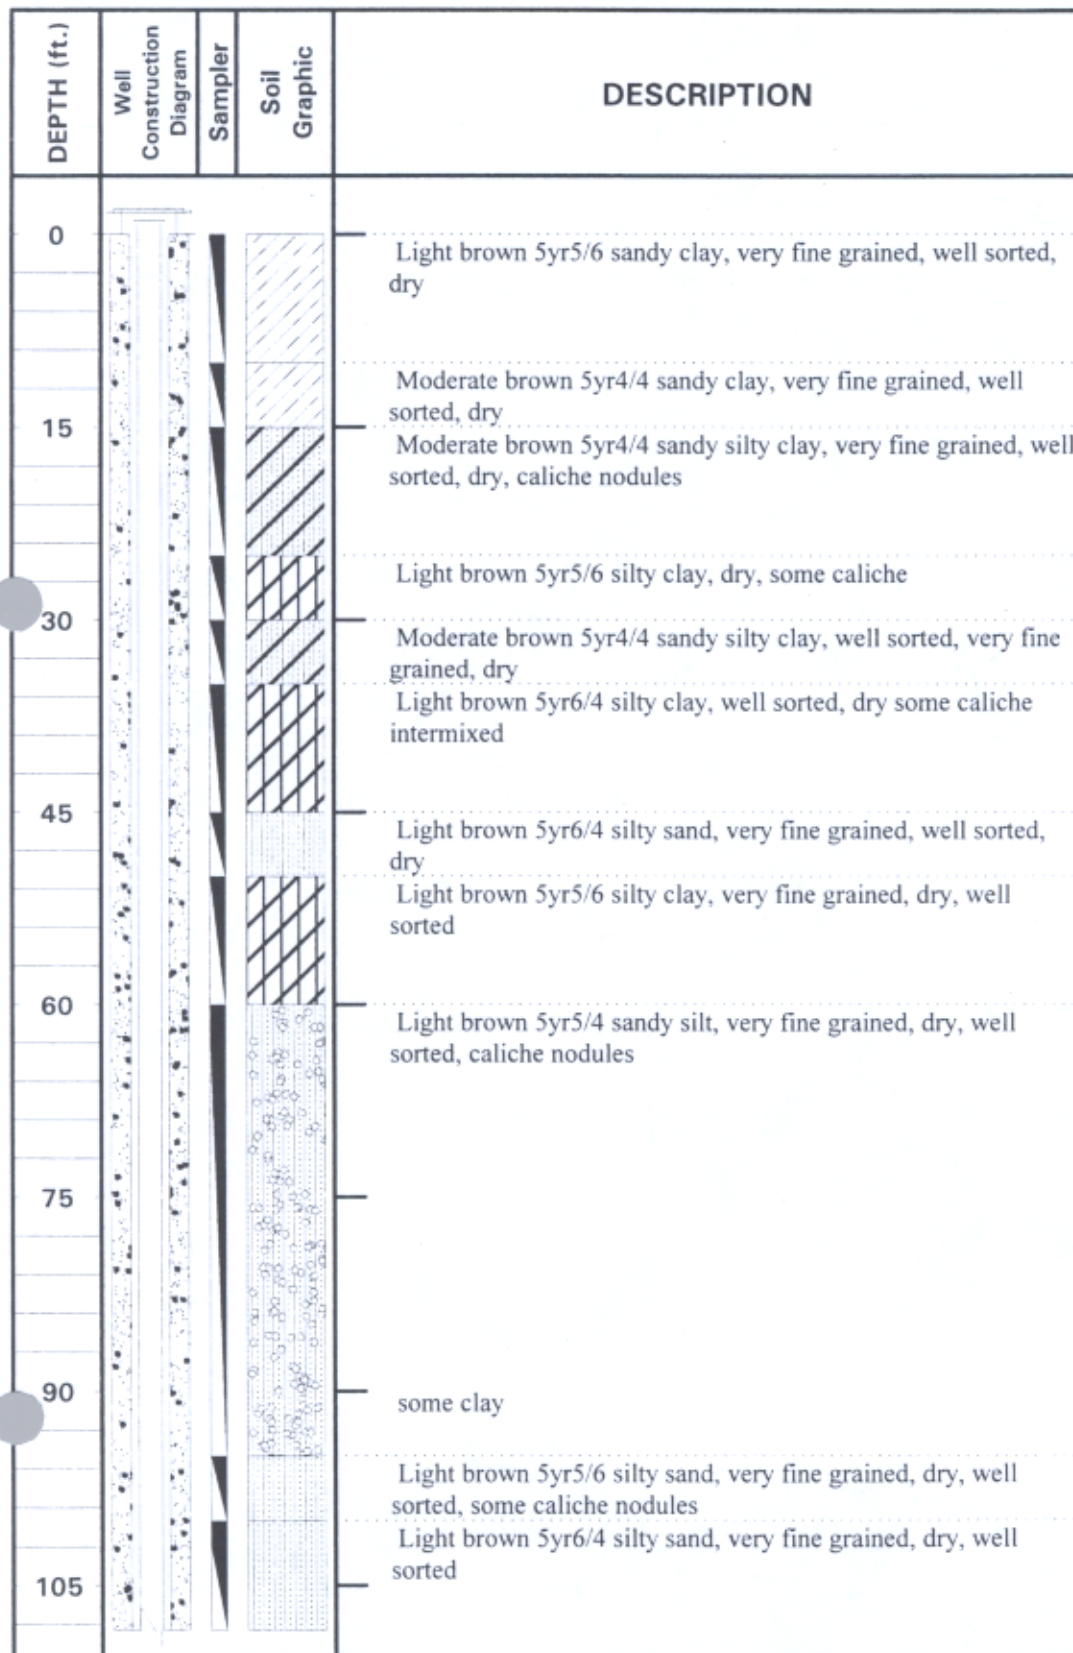 DEPTH (ft.)
Well
Construction
Diagram
Sampler
Soil
Graphic
DESCRIPTION
0
Light brown 5yr5/6 sandy clay, very fine grained, well sorted,
dry
Moderate brown 5yr4/4 sandy clay, very fine grained, well
sorted, dry
15
Moderate brown 5yr4/4 sandy silty clay, very fine grained, well
sorted, dry, caliche nodules
Light brown 5yr5/6 silty clay, dry, some caliche
30
Moderate brown 5yr4/4 sandy silty clay, well sorted, very fine
grained, dry
Light brown 5yr6/4 silty clay, well sorted, dry some caliche
intermixed
45
Light brown 5yr6/4 silty sand, very fine grained, well sorted,
dry
Light brown 5yr5/6 silty clay, very fine grained, dry, well
sorted
60
Light brown 5yr5/4 sandy silt, very fine grained, dry, well
sorted, caliche nodules
75
90
some clay
Light brown 5yr5/6 silty sand, very fine grained, dry, well
sorted, some caliche nodules
Light brown 5yr6/4 silty sand, very fine grained, dry, well
sorted
105